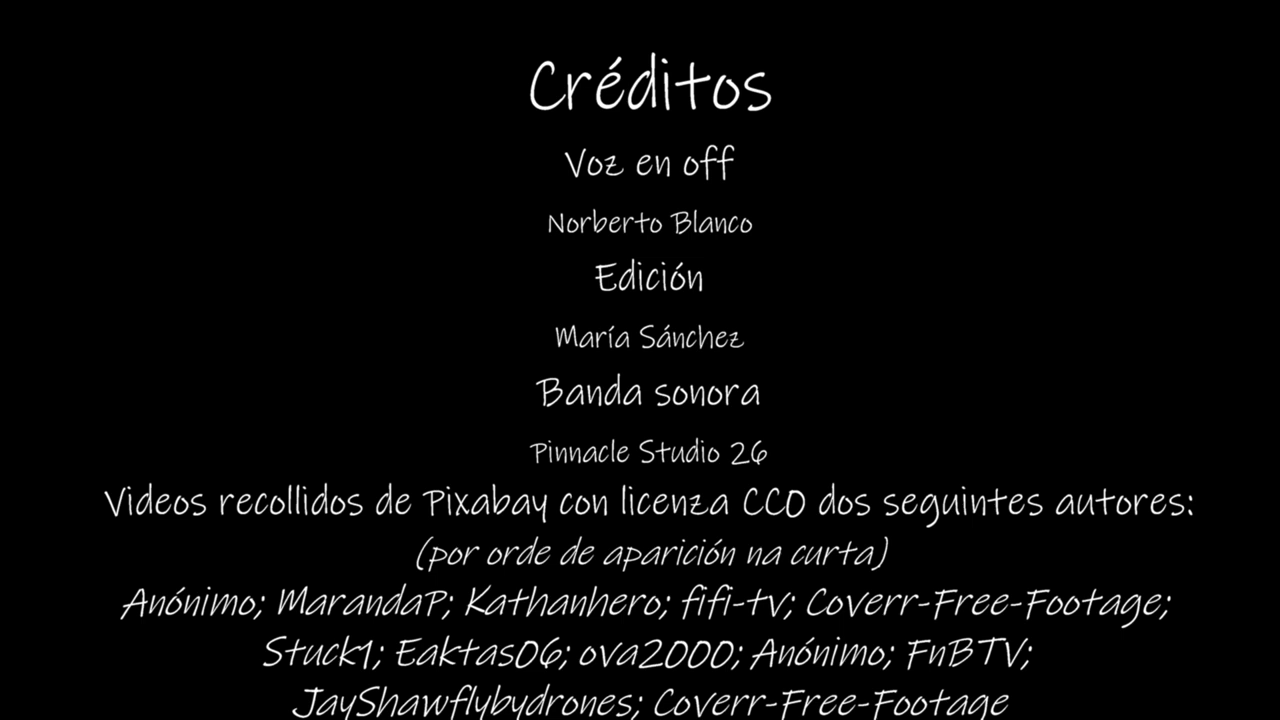 Créditos
Voz en off
Norberto Blanco
Edición
María Sánchez
Banda sonora
Pinnacle Studio 26
Videos recollidos de Pixabay con licenza CC0 dos seguintes autores:
(por orde de aparición na curta)
Anónimo; MarandaP; Kathanhero; fifi-tv; Coverr-Free-Footage;
Stuck1; Eaktas06; ova2000; Anónimo; FnBTV;
JayShawflybydrones; Coverr-Free-Footage